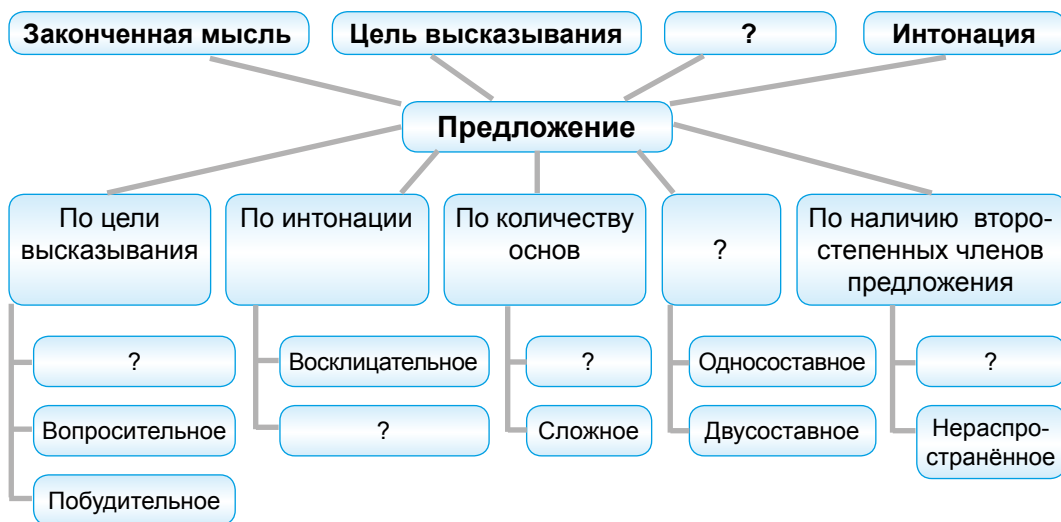 Законченная мысль
Цель высказывания
?
Интонация
Предложение
По цели
высказывания
По интонации
По количеству
основ
?
По наличию второ-
степенных членов
предложения
?
Вопросительное
Побудительное
Восклицательное
?
?
Сложное
Односоставное
Двусоставное
?
Нераспро-
странённое